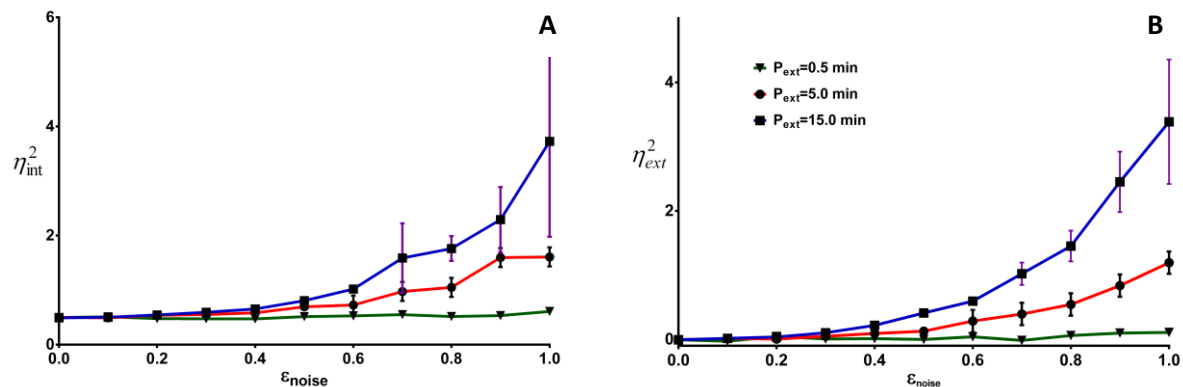 A
6
4
2
0
η²int
0.0 0.2 0.4 0.6 0.8 1.0
εnoise
B
4
2
0
η²ext
Pext=0.5 min
Pext=5.0 min
Pext=15.0 min
0.0 0.2 0.4 0.6 0.8 1.0
εnoise